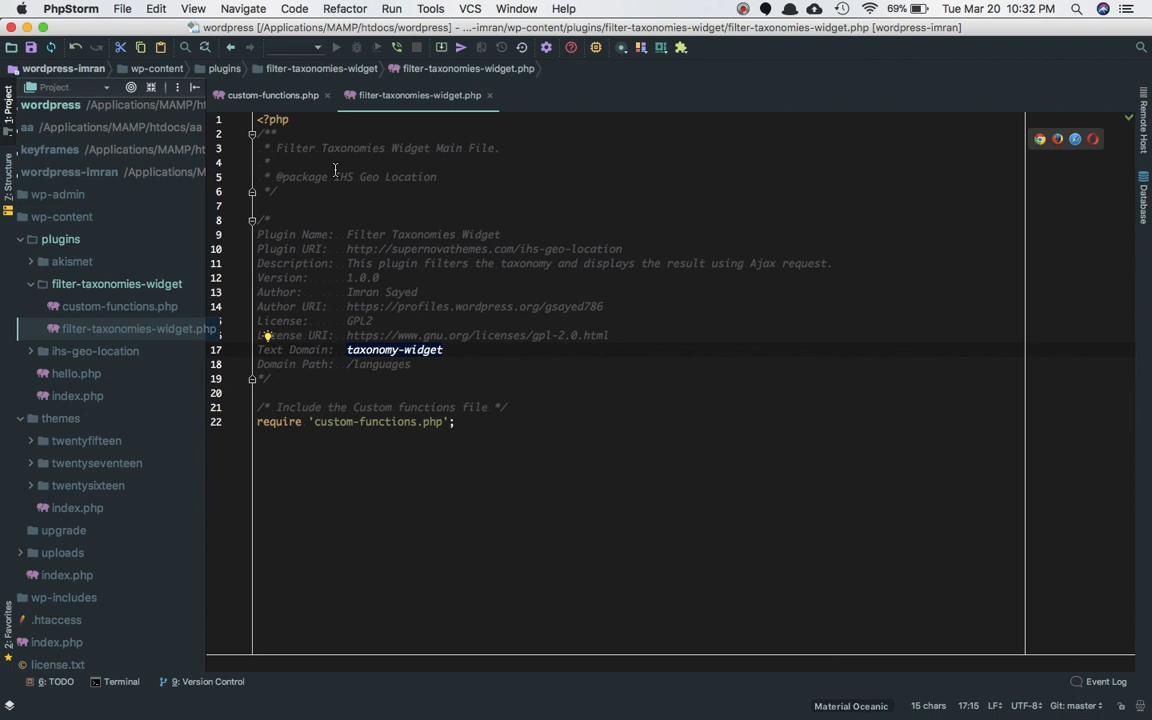 PhpStorm File Edit View Navigate Code Refactor Run Tools VCS Window Help 69% Tue Mar 20 10:32 PM
wordpress [/Applications/MAMP/htdocs/wordpress] - ...-imran/wp-content/plugins/filter-taxonomies-widget/filter-taxonomies-widget.php [wordpress-imran]
wordpress-imran wp-content plugins filter-taxonomies-widget filter-taxonomies-widget.php
Project custom-functions.php filter-taxonomies-widget.php
1: Project
Z: Structure
2: Favorites
Remote Host
Database
wordpress /Applications/MAMP/ht
aa /Applications/MAMP/htdocs/aa
keyframes /Applications/MAMP/ht
wordpress-imran /Applications/MA
wp-admin
wp-content
plugins
akismet
filter-taxonomies-widget
custom-functions.php
filter-taxonomies-widget.php
ihs-geo-location
hello.php
index.php
themes
twentyfifteen
twentyseventeen
twentysixteen
index.php
upgrade
uploads
index.php
wp-includes
.htaccess
index.php
license.txt
1 <?php
2 /**
3 * Filter Taxonomies Widget Main File.
4 *
5 * @package IHS Geo Location
6 */
7
8 /*
9 Plugin Name: Filter Taxonomies Widget
10 Plugin URI: http://supernovathemes.com/ihs-geo-location
11 Description: This plugin filters the taxonomy and displays the result using Ajax request.
12 Version: 1.0.0
13 Author: Imran Sayed
14 Author URI: https://profiles.wordpress.org/gsayed786
License: GPL2
License URI: https://www.gnu.org/licenses/gpl-2.0.html
17 Text Domain: taxonomy-widget
18 Domain Path: /languages
19 */
20
21 /* Include the Custom functions file */
22 require 'custom-functions.php';
6: TODO Terminal 9: Version Control Event Log
Material Oceanic 15 chars 17:15 LF UTF-8 Git: master